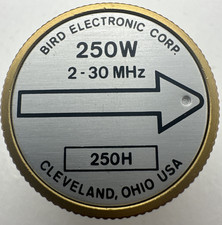 BIRD ELECTRONIC CORP.
250W
2-30 MHz
250H
CLEVELAND, OHIO USA